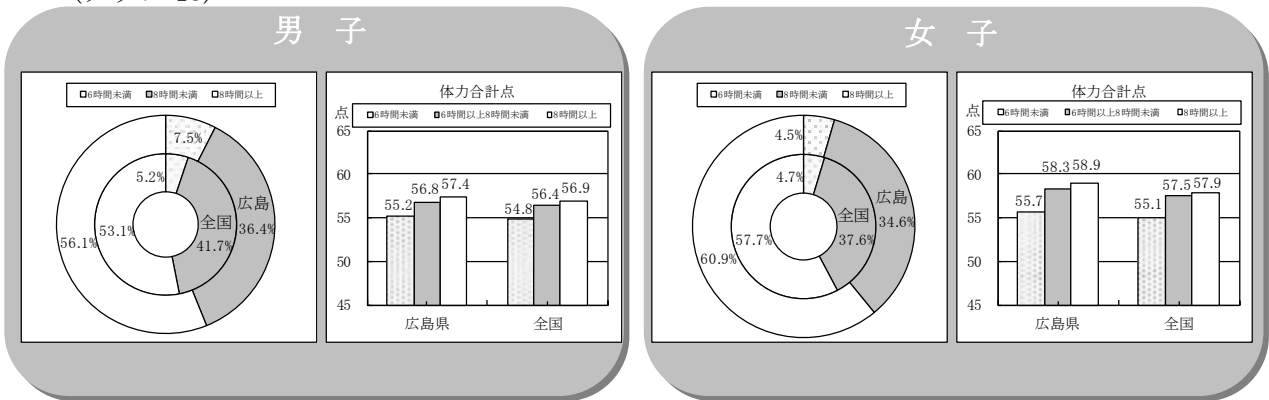 男 子
□6時間未満 ■8時間未満 □8時間以上
7.5%
5.2%
広島
全国
36.4%
41.7%
53.1%
56.1%
体力合計点
点
□6時間未満 ■6時間以上8時間未満 □8時間以上
65
60
55
50
45
55.2
56.8
57.4
54.8
56.4
56.9
広島県
全国
女 子
□6時間未満 ■8時間未満 □8時間以上
4.5%
4.7%
広島
全国
34.6%
37.6%
57.7%
60.9%
体力合計点
点
□6時間未満 ■6時間以上8時間未満 □8時間以上
65
60
55
50
45
55.7
58.3
58.9
55.1
57.5
57.9
広島県
全国